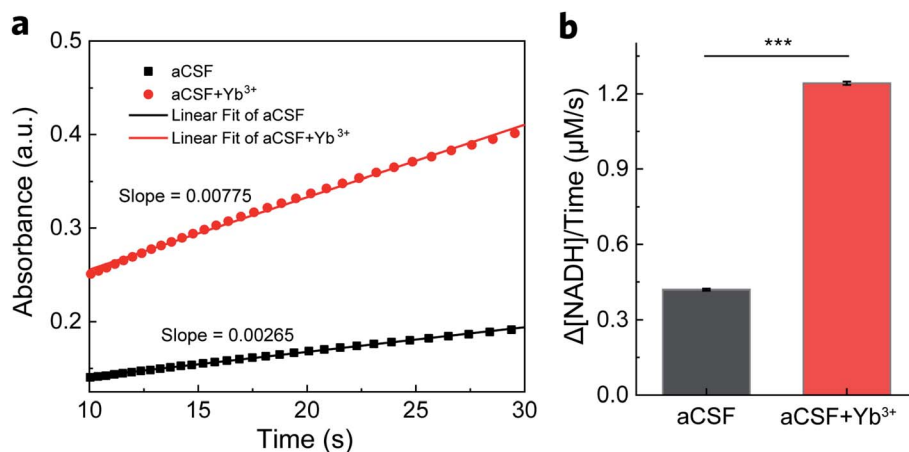 a
0.5
0.4
0.3
0.2
Absorbance (a.u.)
aCSF
aCSF+Yb³⁺
Linear Fit of aCSF
Linear Fit of aCSF+Yb³⁺
Slope = 0.00775
Slope = 0.00265
10 15 20 25 30
Time (s)
b
***
1.2
0.9
0.6
0.3
0.0
Δ[NADH]/Time (µM/s)
aCSF aCSF+Yb³⁺